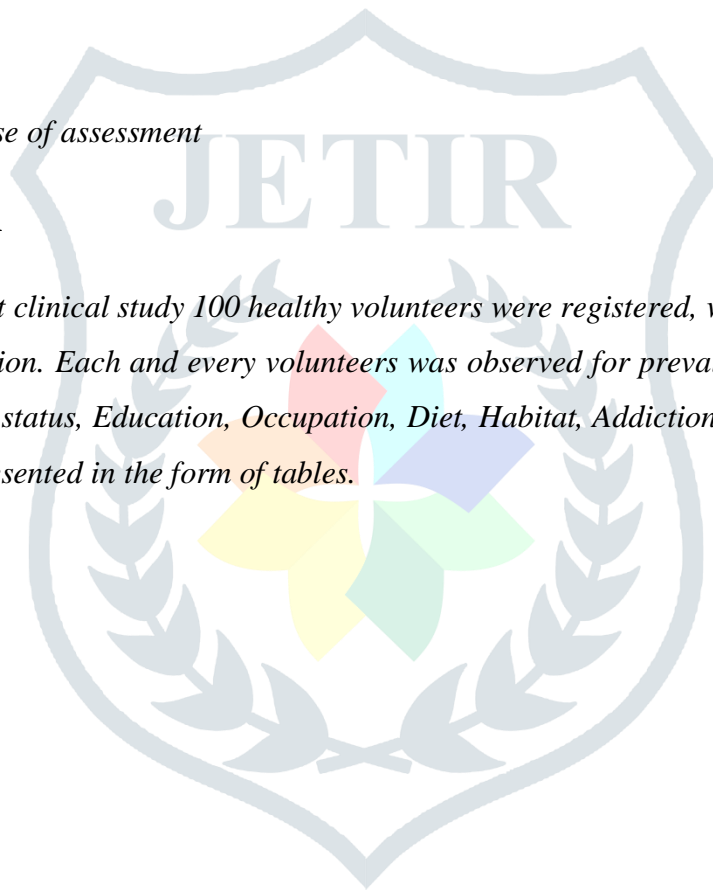 se of assessment
JETIR
t clinical study 100 healthy volunteers were registered, v
ion. Each and every volunteers was observed for preva
status, Education, Occupation, Diet, Habitat, Addiction
sented in the form of tables.